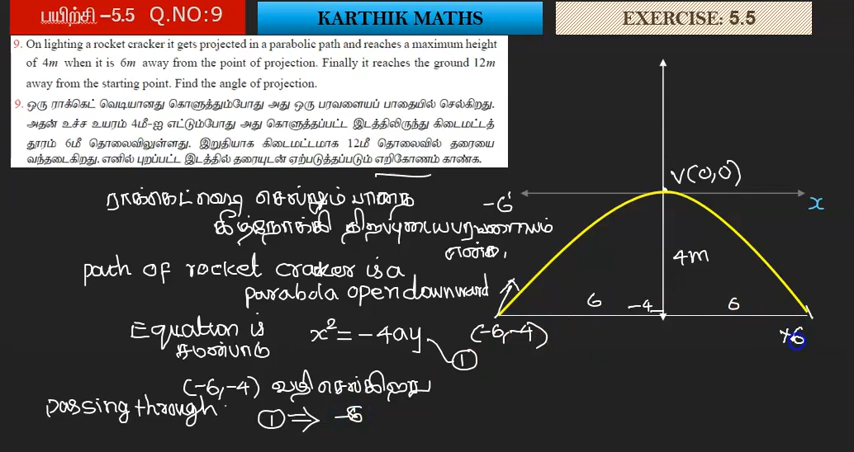 பயிற்சி –5.5 Q.NO:9
KARTHIK MATHS
EXERCISE: 5.5
9. On lighting a rocket cracker it gets projected in a parabolic path and reaches a maximum height
of 4m when it is 6m away from the point of projection. Finally it reaches the ground 12m
away from the starting point. Find the angle of projection.
9. ஒரு ராக்கெட் வெடியானது கொளுத்தும்போது அது ஒரு பரவளையப் பாதையில் செல்கிறது.
அதன் உச்ச உயரம் 4மீ-ஐ எட்டும்போது அது கொளுத்தப்பட்ட இடத்திலிருந்து கிடைமட்டத்
தூரம் 6மீ தொலைவிலுள்ளது. இறுதியாக கிடைமட்டமாக 12மீ தொலைவில் தரையை
வந்தடைகிறது. எனில் புறப்பட்ட இடத்தில் தரையுடன் ஏற்படுத்தப்படும் எறிகோணம் காண்க.
ராக்கெட்வெடி செல்லும் பாதை
கீழ்நோக்கி திறப்புடைய பரவளையம்
என்க.
path of rocket cracker is a
parabola open downward
Equation is x² = -4ay ①
சமன்பாடு
(-6,-4) வழி செல்கிறது
passing through
① ⇒ -6
V(0,0)
-6
x
4m
6 -4 6
(-6,-4) +6